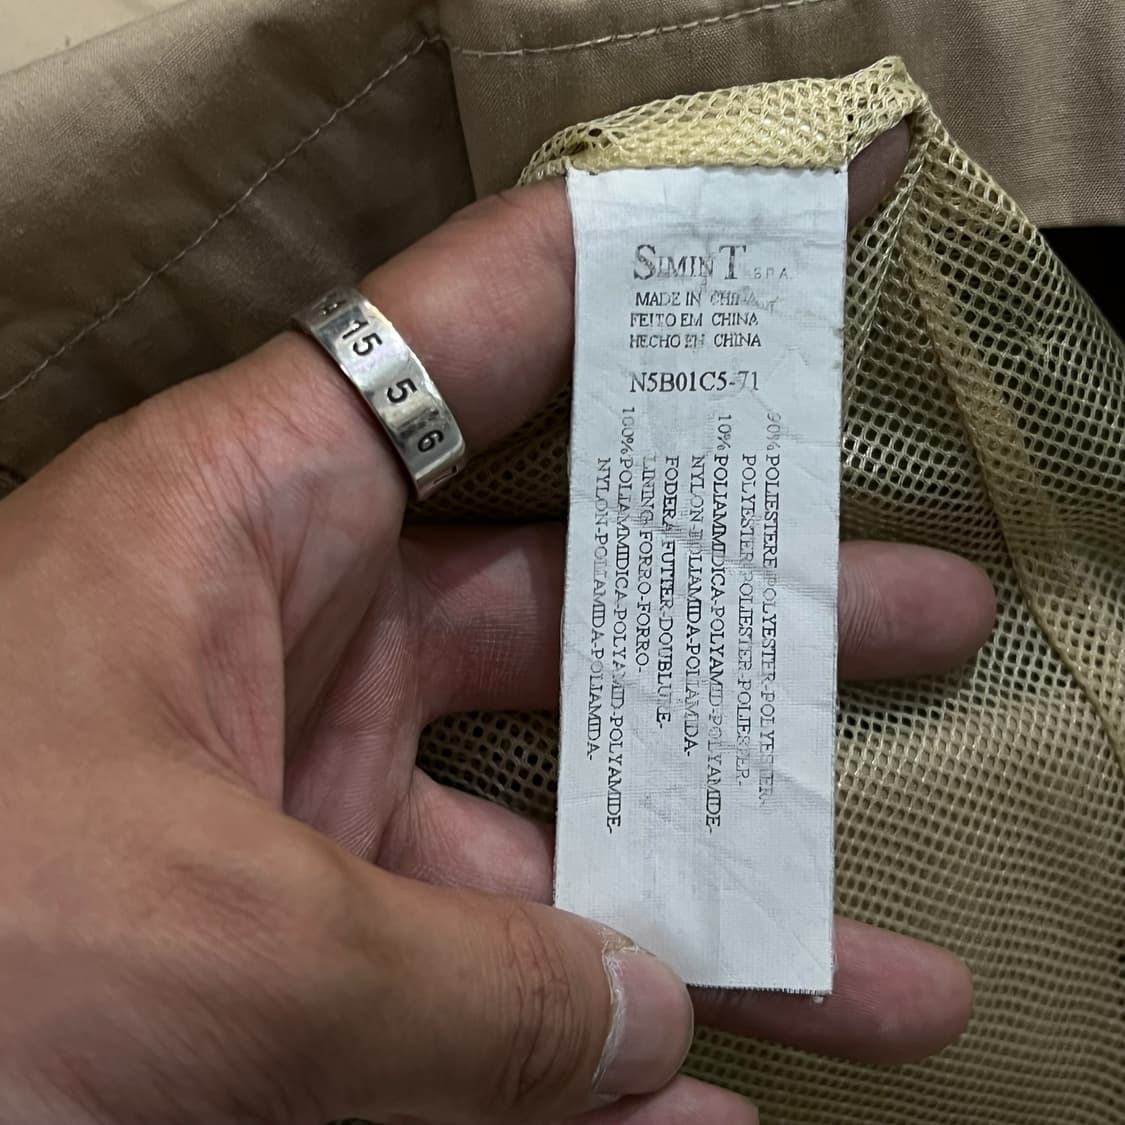 SIMINT S.P.A.
MADE IN CHINA
FEITO EM CHINA
HECHO EN CHINA
N5B01C5-71
90% POLIESTERE-POLYESTER-POLYESTER-
POLYESTER-POLIESTER-POLIESTER-
10% POLIAMMIDICA-POLYAMID-POLYAMIDE-
NYLON-POLIAMIDA-POLIAMIDA-
FODERA-FUTTER-DOUBLURE-
LINING-FORRO-FORRO-
100% POLIAMMIDICA-POLYAMID-POLYAMIDE-
NYLON-POLIAMIDA-POLIAMIDA-
15 5 6